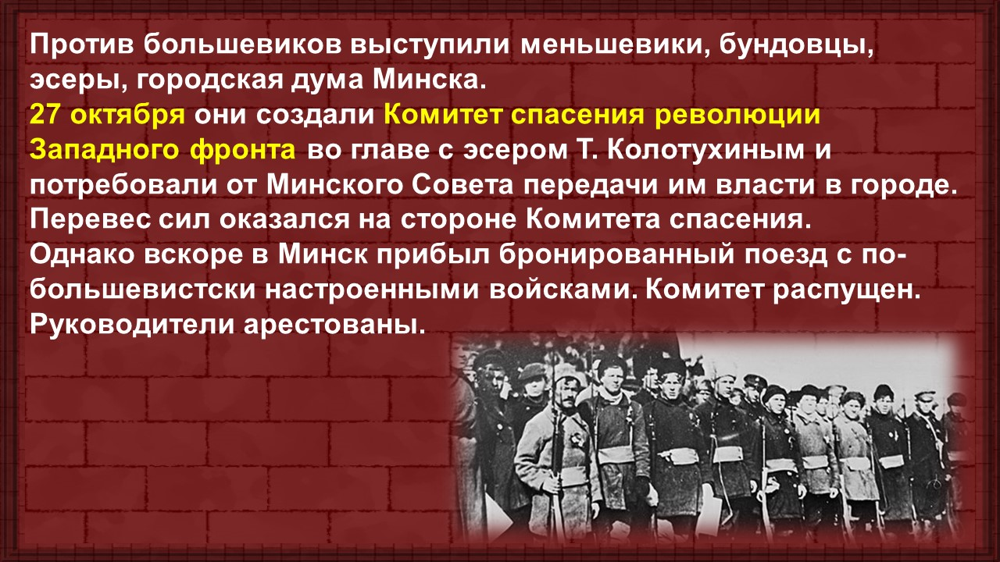 Против большевиков выступили меньшевики, бундовцы,
эсеры, городская дума Минска.
27 октября они создали Комитет спасения революции
Западного фронта во главе с эсером Т. Колотухиным и
потребовали от Минского Совета передачи им власти в городе.
Перевес сил оказался на стороне Комитета спасения.
Однако вскоре в Минск прибыл бронированный поезд с по-
большевистски настроенными войсками. Комитет распущен.
Руководители арестованы.